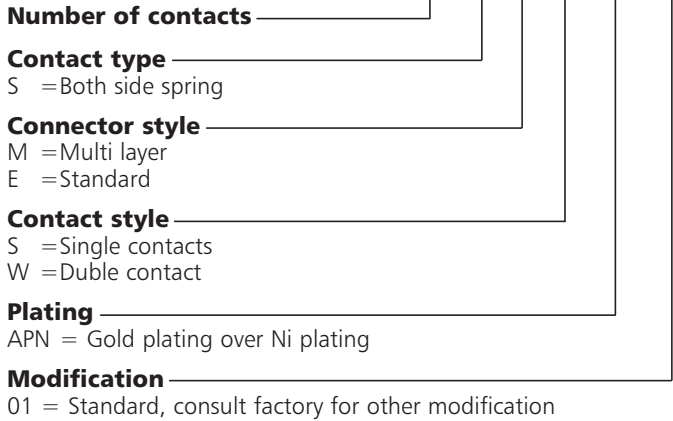 Number of contacts
Contact type
S =Both side spring
Connector style
M =Multi layer
E =Standard
Contact style
S =Single contacts
W =Duble contact
Plating
APN = Gold plating over Ni plating
Modification
01 = Standard, consult factory for other modification